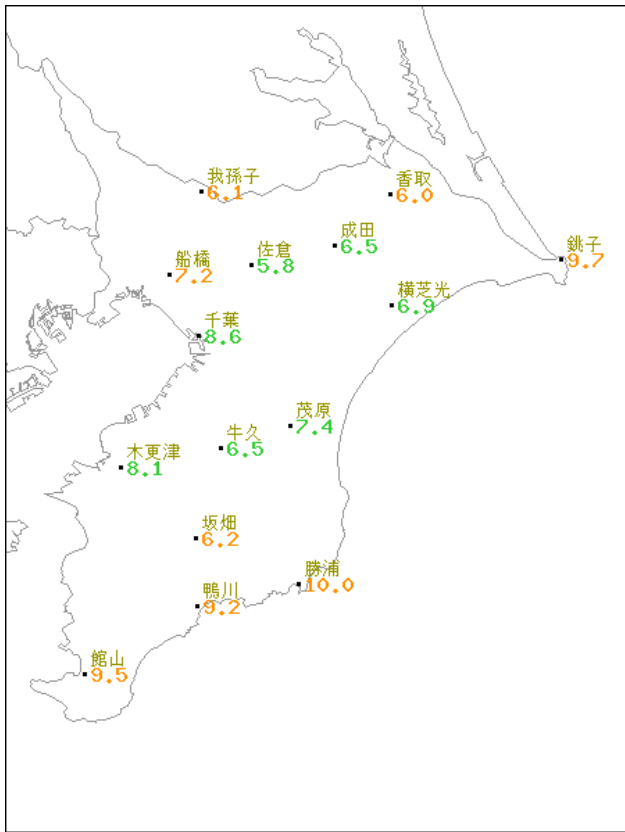 我孫子
6.1
香取
6.0
成田
6.5
銚子
9.7
佐倉
5.8
船橋
7.2
横芝光
6.9
千葉
8.6
茂原
7.4
牛久
6.5
木更津
8.1
坂畑
6.2
勝浦
10.0
鴨川
9.2
館山
9.5